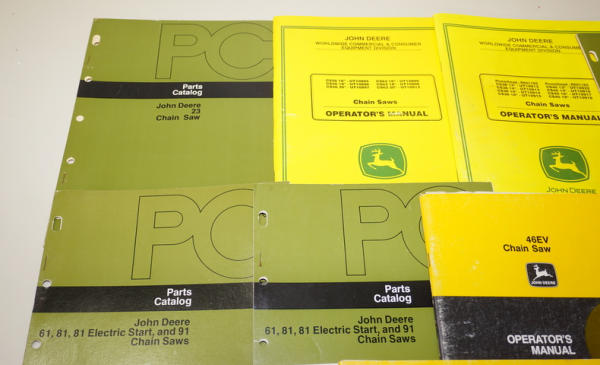 PC
Parts
Catalog
John Deere
23
Chain Saw
JOHN DEERE
WORLDWIDE COMMERCIAL & CONSUMER
EQUIPMENT DIVISION
Chain Saws
OPERATOR'S MANUAL
JOHN DEERE
WORLDWIDE COMMERCIAL & CONSUME
EQUIPMENT DIVISION
Chain Saws
OPERATOR'S MANUA
JOHN DEERE
PC
Parts
Catalog
John Deere
61, 81, 81 Electric Start, and 91
Chain Saws
PC
Parts
Catalog
John Deere
61, 81, 81 Electric Start, and 91
Chain Saws
46EV
Chain Saw
JOHN DEERE
OPERATOR'S
MANUAL